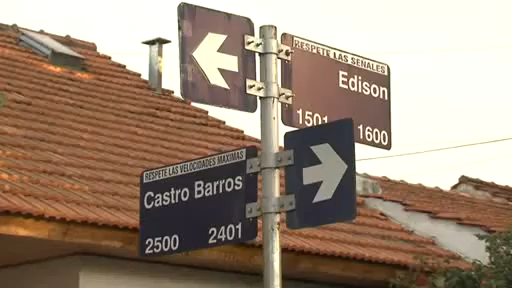 RESPETE LAS SEÑALES
Edison
1501 1600
RESPETE LAS VELOCIDADES MAXIMAS
Castro Barros
2500 2401